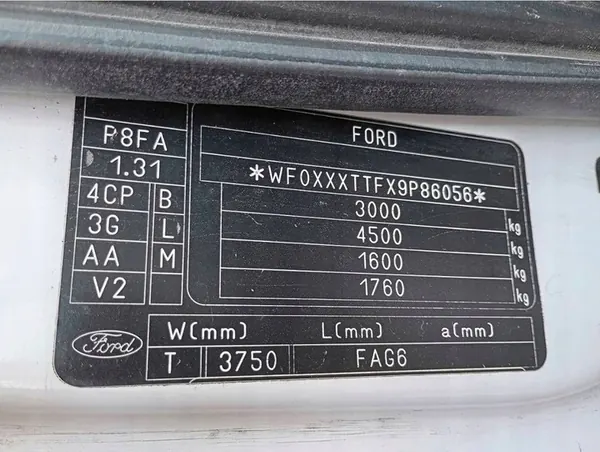 P8FA
1.31
4CP B
3G L
AA M
V2
FORD
*WF0XXXTTFX9P86056*
3000 kg
4500 kg
1600 kg
1760 kg
Ford
W(mm) L(mm) a(mm)
T 3750 FAG6